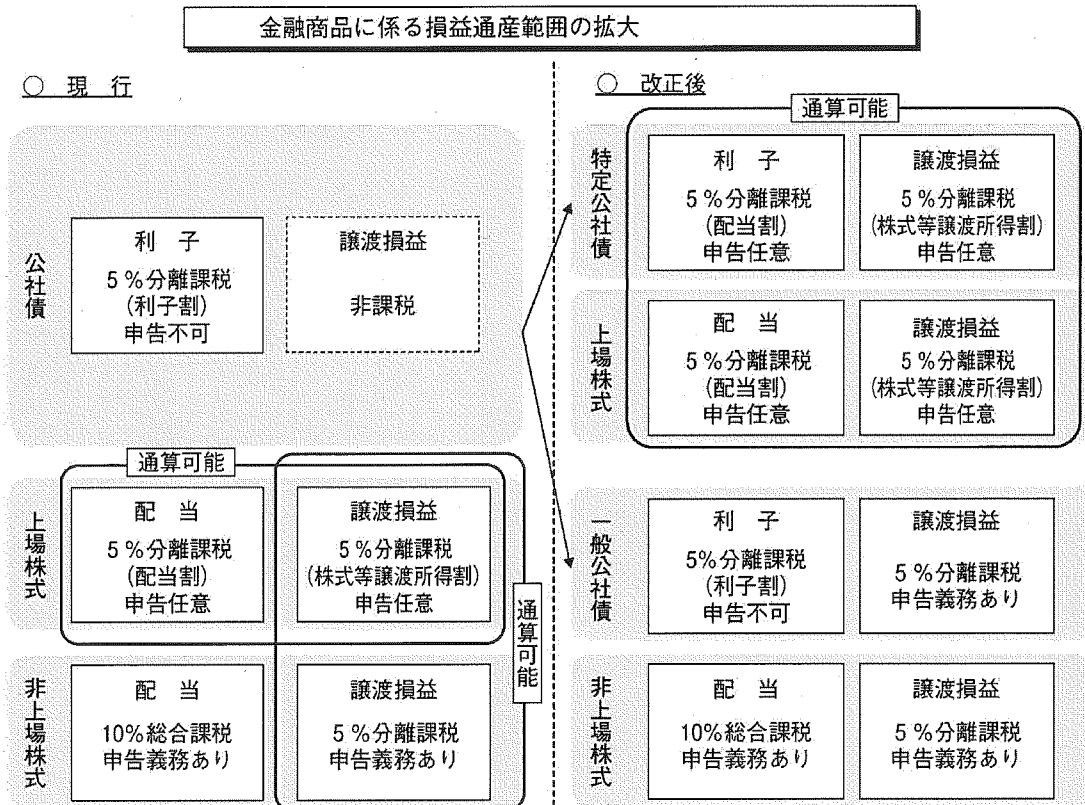 金融商品に係る損益通産範囲の拡大
○ 現 行
公社債
利 子
5%分離課税
(利子割)
申告不可
譲渡損益
非課税
通算可能
上場株式
配 当
5%分離課税
(配当割)
申告任意
譲渡損益
5%分離課税
(株式等譲渡所得割)
申告任意
通算可能
非上場株式
配 当
10%総合課税
申告義務あり
譲渡損益
5%分離課税
申告義務あり
○ 改正後
通算可能
特定公社債
利 子
5%分離課税
(配当割)
申告任意
譲渡損益
5%分離課税
(株式等譲渡所得割)
申告任意
上場株式
配 当
5%分離課税
(配当割)
申告任意
譲渡損益
5%分離課税
(株式等譲渡所得割)
申告任意
一般公社債
利 子
5%分離課税
(利子割)
申告不可
譲渡損益
5%分離課税
申告義務あり
非上場株式
配 当
10%総合課税
申告義務あり
譲渡損益
5%分離課税
申告義務あり